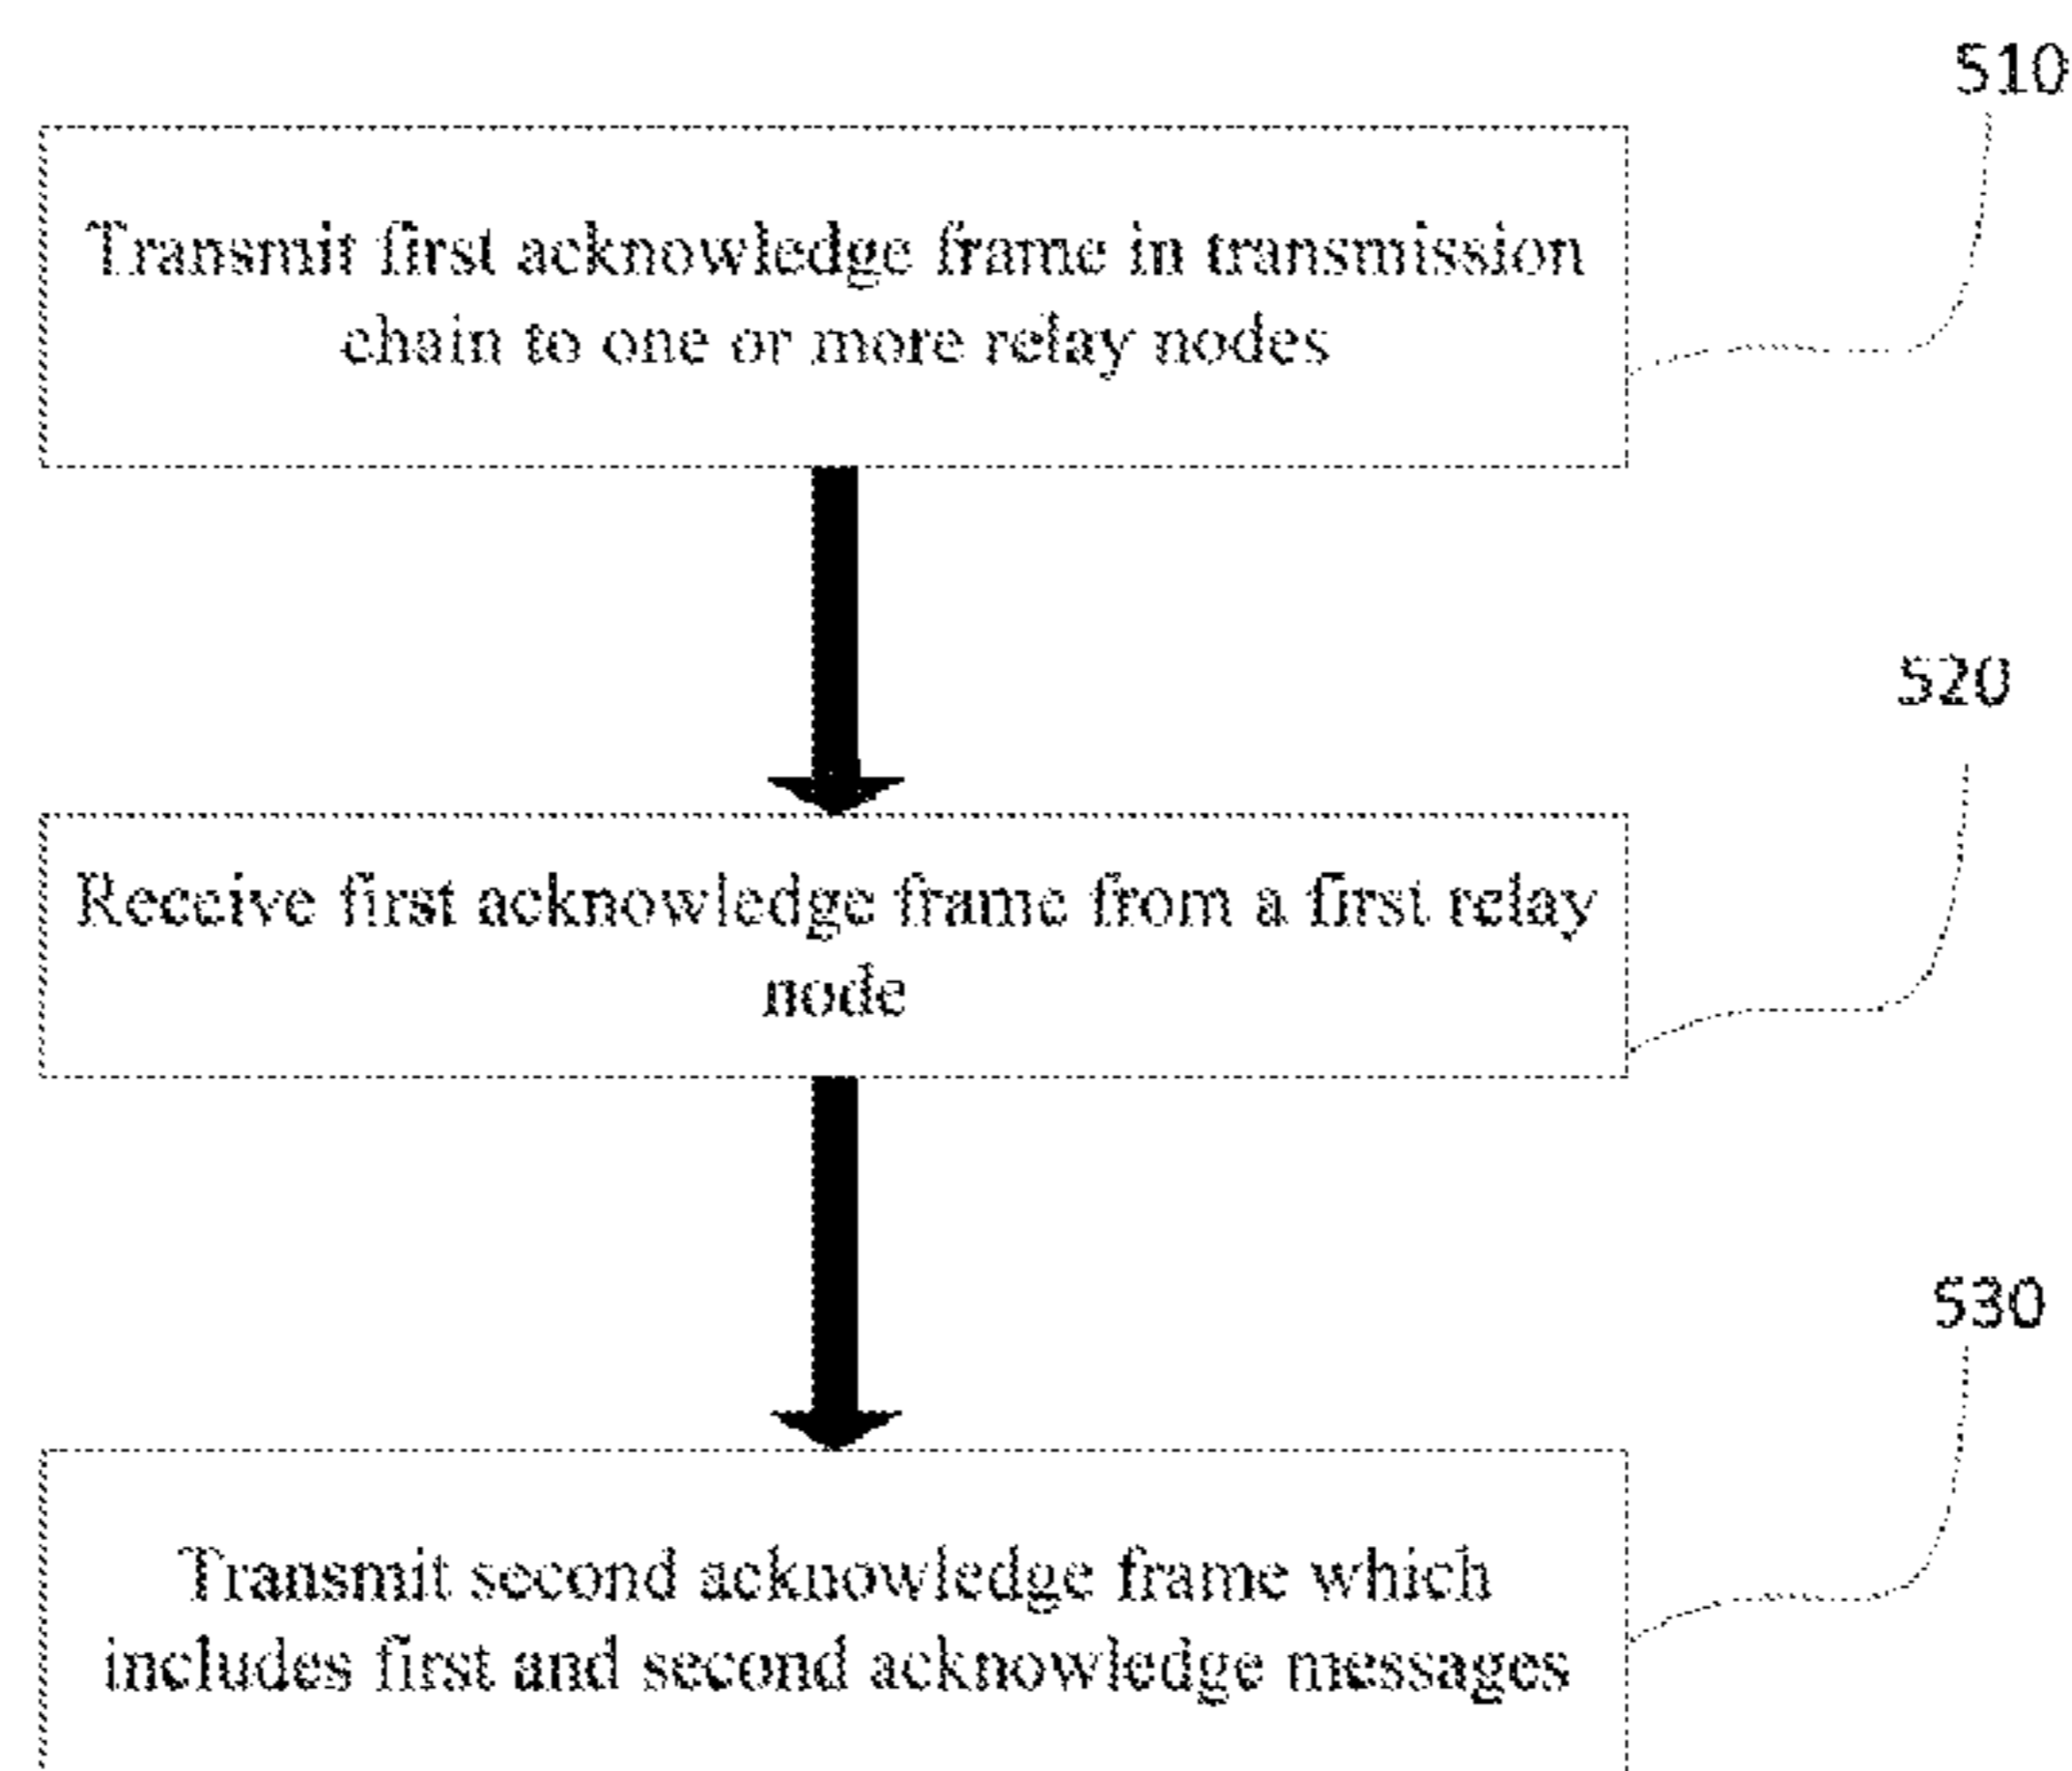 510
Transmit first acknowledge frame in transmission
chain to one or more relay nodes
520
Receive first acknowledge frame from a first relay
node
530
Transmit second acknowledge frame which
includes first and second acknowledge messages